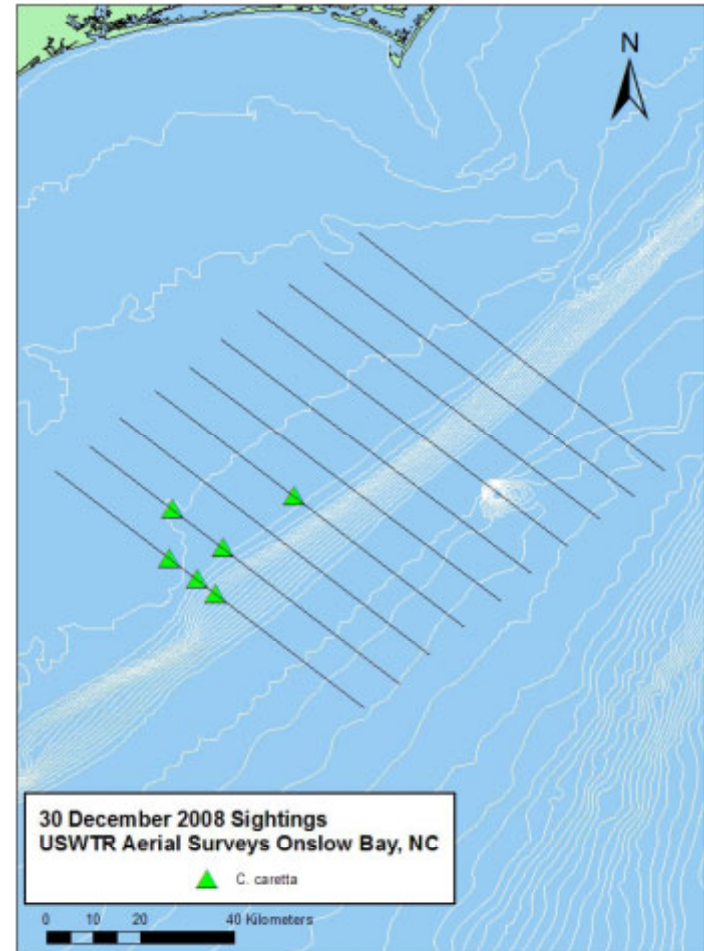 N
30 December 2008 Sightings
USWTR Aerial Surveys Onslow Bay, NC
C. caretta
0 10 20 40 Kilometers